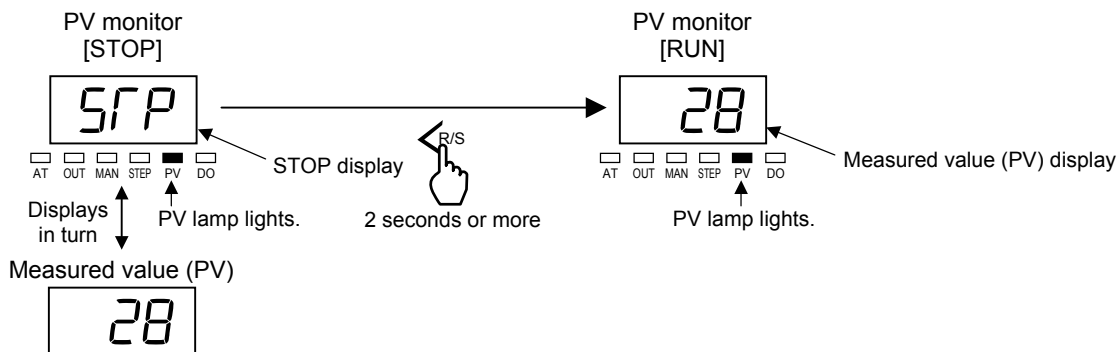 PV monitor
[STOP]
STP
AT OUT MAN STEP PV DO
STOP display
PV lamp lights.
Displays
in turn
Measured value (PV)
28
R/S
2 seconds or more
PV monitor
[RUN]
28
AT OUT MAN STEP PV DO
Measured value (PV) display
PV lamp lights.